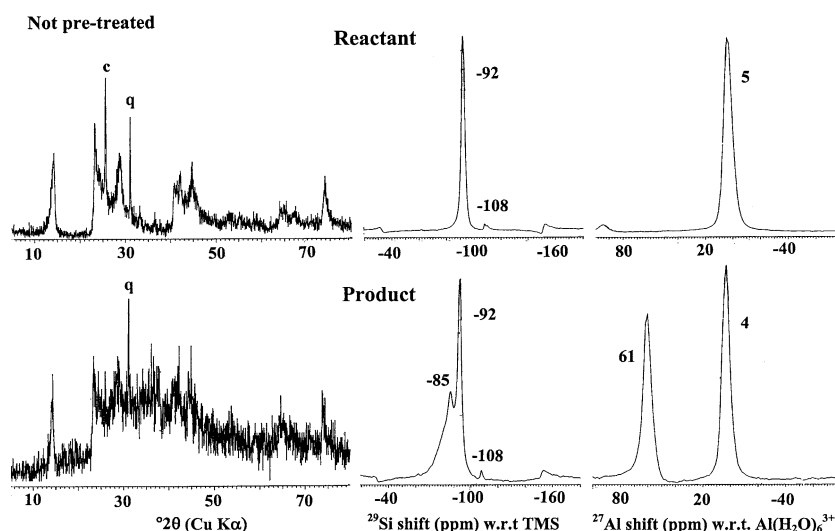 Not pre-treated
Reactant
c
q
-92
-108
5
10 30 50 70
-40 -100 -160
80 20 -40
Product
q
-92
-85
-108
61
4
10 30 50 70
-40 -100 -160
80 20 -40
°2θ (Cu Kα)
²⁹Si shift (ppm) w.r.t TMS
²⁷Al shift (ppm) w.r.t. Al(H₂O)₆³⁺